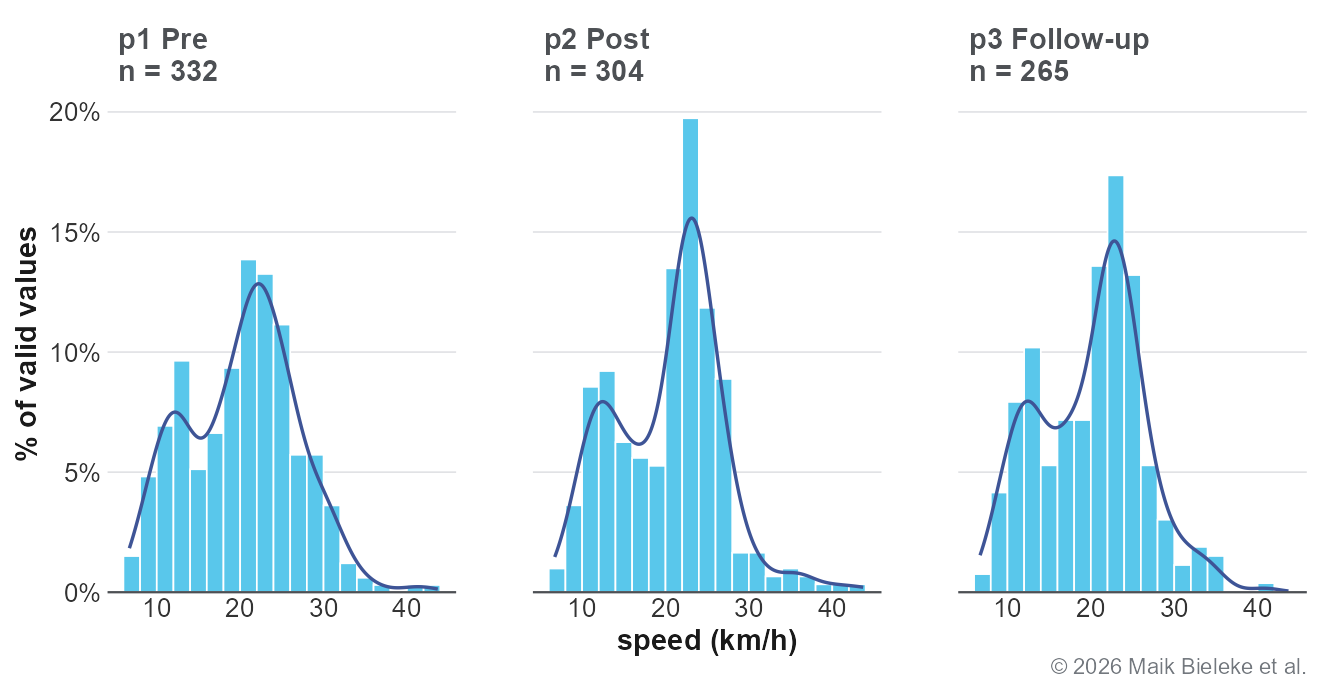 p1 Pre
n = 332
p2 Post
n = 304
p3 Follow-up
n = 265
% of valid values
20%
15%
10%
5%
0%
10 20 30 40
10 20 30 40
10 20 30 40
speed (km/h)
© 2026 Maik Bieleke et al.